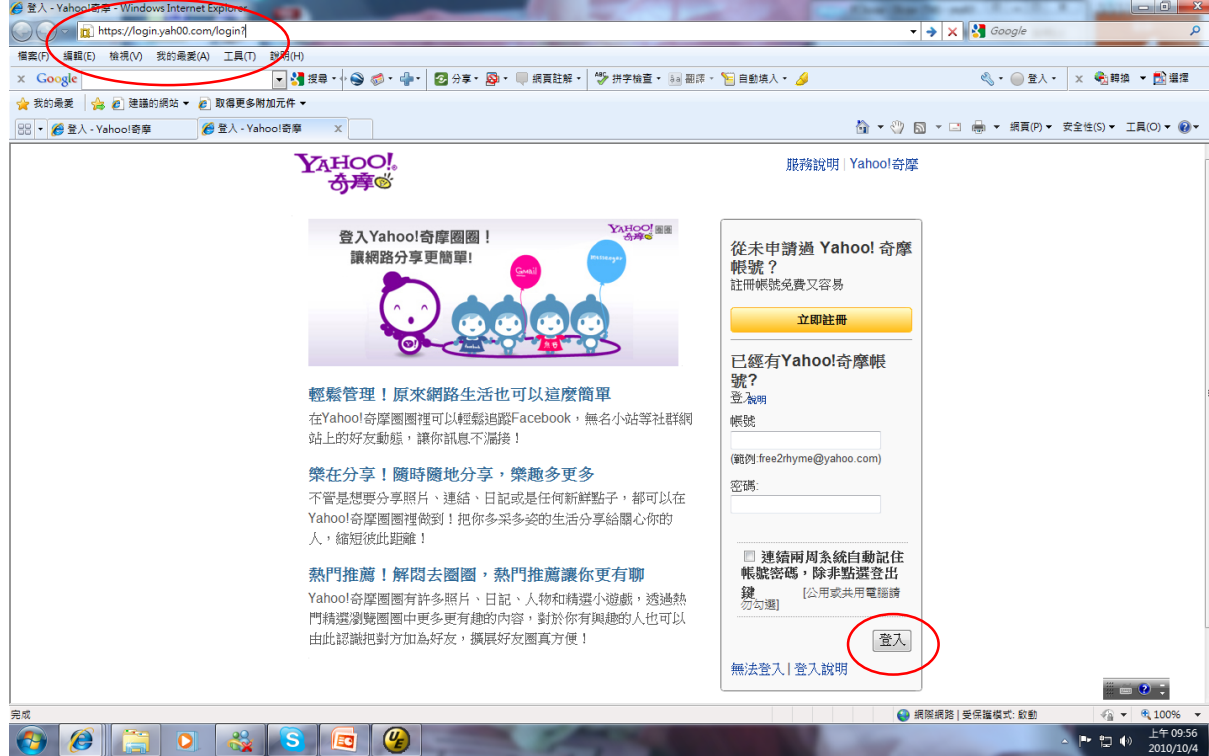 登入 - Yahoo!奇摩 - Windows Internet Explorer
https://login.yah00.com/login?
Google
檔案(F) 編輯(E) 檢視(V) 我的最愛(A) 工具(T) 說明(H)
x Google 搜尋 分享 網頁註解 拼字檢查 翻譯 自動填入 登入 x 轉換 選擇
我的最愛 建議的網站 取得更多附加元件
登入 - Yahoo!奇摩 登入 - Yahoo!奇摩 x 網頁(P) 安全性(S) 工具(O)
YAHOO!
奇摩
服務說明 | Yahoo!奇摩
登入Yahoo!奇摩圈圈！
讓網路分享更簡單!
YAHOO! 圈圈
奇摩
Gmail
Messenger
輕鬆管理！原來網路生活也可以這麼簡單
在Yahoo!奇摩圈圈裡可以輕鬆追蹤Facebook，無名小站等社群網
站上的好友動態，讓你訊息不漏接！
樂在分享！隨時隨地分享，樂趣多更多
不管是想要分享照片、連結、日記或是任何新鮮點子，都可以在
Yahoo!奇摩圈圈裡做到！把你多采多姿的生活分享給關心你的
人，縮短彼此距離！
熱門推薦！解悶去圈圈，熱門推薦讓你更有聊
Yahoo!奇摩圈圈有許多照片、日記、人物和精選小遊戲，透過熱
門精選瀏覽圈圈中更多更有趣的內容，對於你有興趣的人也可以
由此認識把對方加為好友，擴展好友圈真方便！
從未申請過 Yahoo! 奇摩
帳號？
註冊帳號免費又容易
立即註冊
已經有Yahoo!奇摩帳
號?
登入說明
帳號
(範例:free2rhyme@yahoo.com)
密碼:
連續兩周系統自動記住
帳號密碼，除非點選登出
鍵 [公用或共用電腦請
勿勾選]
登入
無法登入 | 登入說明
完成
網際網路 | 受保護模式: 啟動
100%
上午 09:56
2010/10/4